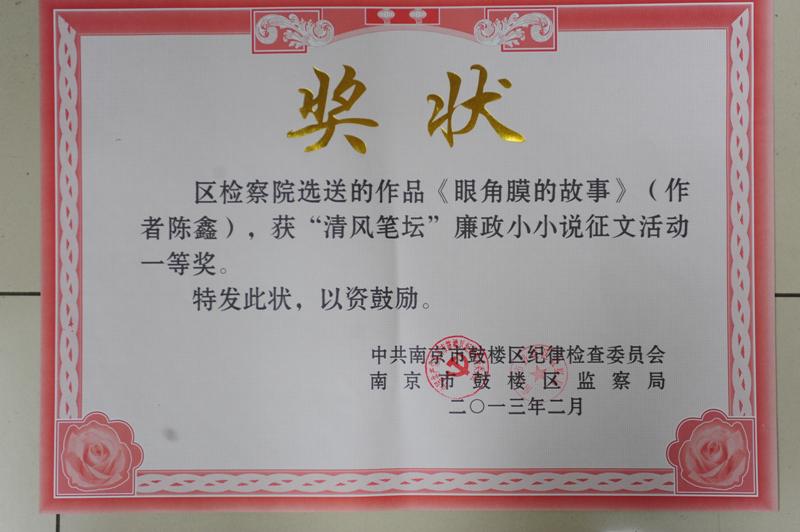 奖状
区检察院选送的作品《眼角膜的故事》（作
者陈鑫），获“清风笔坛”廉政小小说征文活动
一等奖。
特发此状，以资鼓励。
中共南京市鼓楼区纪律检查委员会
南京市鼓楼区监察局
二〇一三年二月